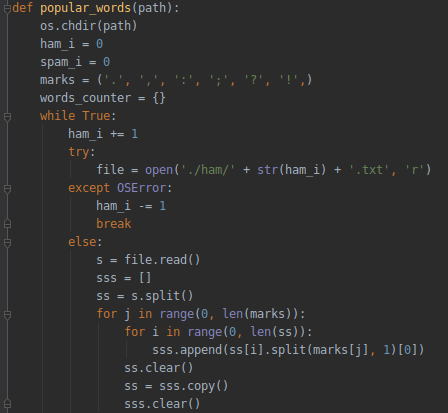 def popular_words(path):
    os.chdir(path)
    ham_i = 0
    spam_i = 0
    marks = ('.', ',', ':', ';', '?', '!',)
    words_counter = {}
    while True:
        ham_i += 1
        try:
            file = open('./ham/' + str(ham_i) + '.txt', 'r')
        except OSError:
            ham_i -= 1
            break
        else:
            s = file.read()
            sss = []
            ss = s.split()
            for j in range(0, len(marks)):
                for i in range(0, len(ss)):
                    sss.append(ss[i].split(marks[j], 1)[0])
                ss.clear()
                ss = sss.copy()
                sss.clear()